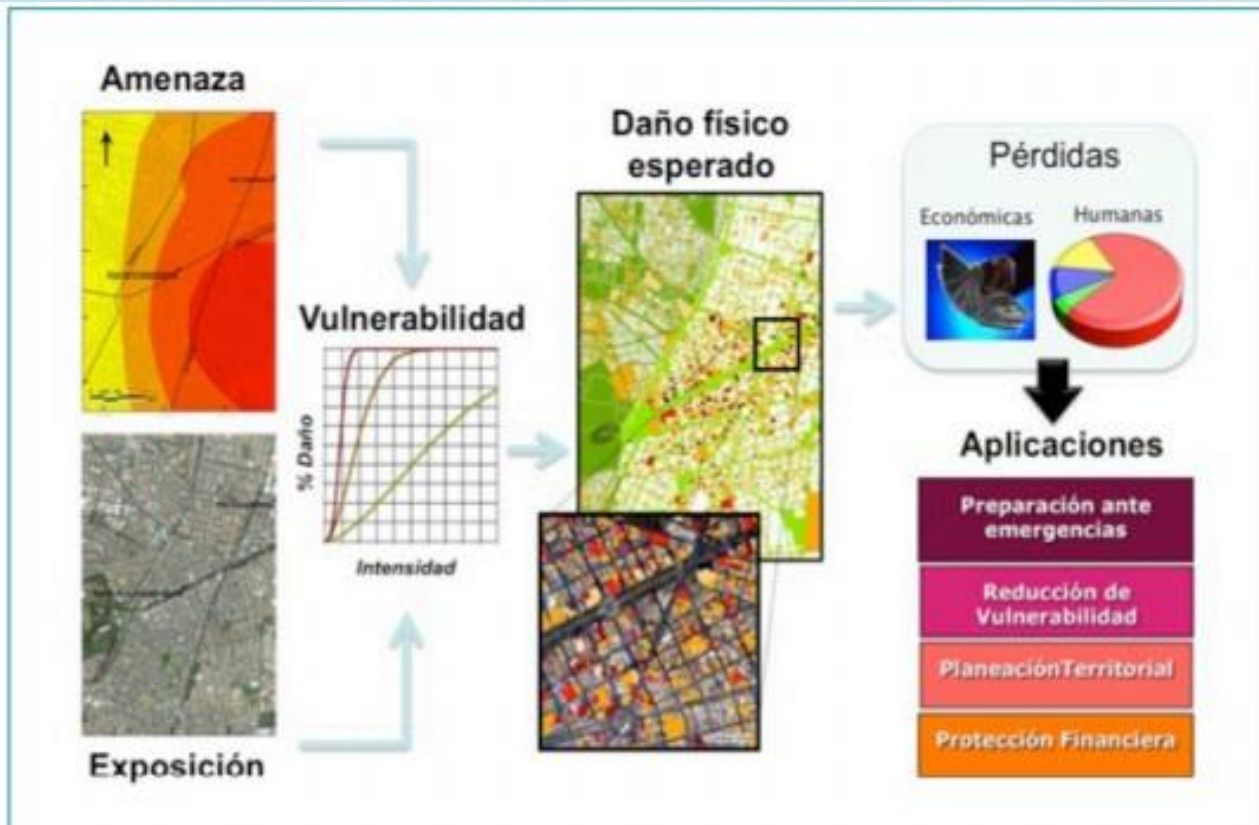 Amenaza
Exposición
Vulnerabilidad
% Daño
Intensidad
Daño físico
esperado
Pérdidas
Económicas
Humanas
Aplicaciones
Preparación ante
emergencias
Reducción de
Vulnerabilidad
PlaneaciónTerritorial
Protección Financiera